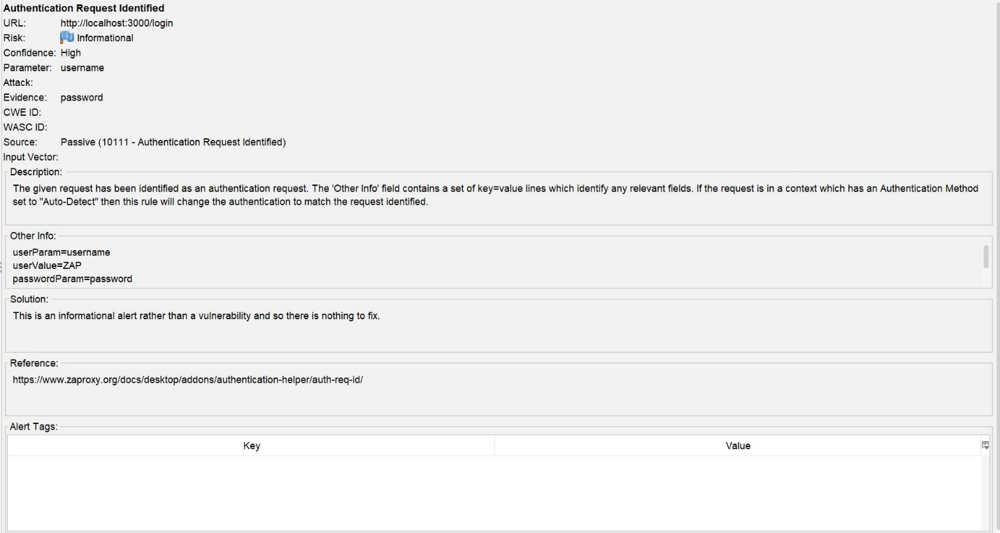 Authentication Request Identified
URL: http://localhost:3000/login
Risk: Informational
Confidence: High
Parameter: username
Attack:
Evidence: password
CWE ID:
WASC ID:
Source: Passive (10111 - Authentication Request Identified)
Input Vector:
Description:
The given request has been identified as an authentication request. The 'Other Info' field contains a set of key=value lines which identify any relevant fields. If the request is in a context which has an Authentication Method
set to "Auto-Detect" then this rule will change the authentication to match the request identified.
Other Info:
userParam=username
userValue=ZAP
passwordParam=password
Solution:
This is an informational alert rather than a vulnerability and so there is nothing to fix.
Reference:
https://www.zaproxy.org/docs/desktop/addons/authentication-helper/auth-req-id/
Alert Tags:
Key Value